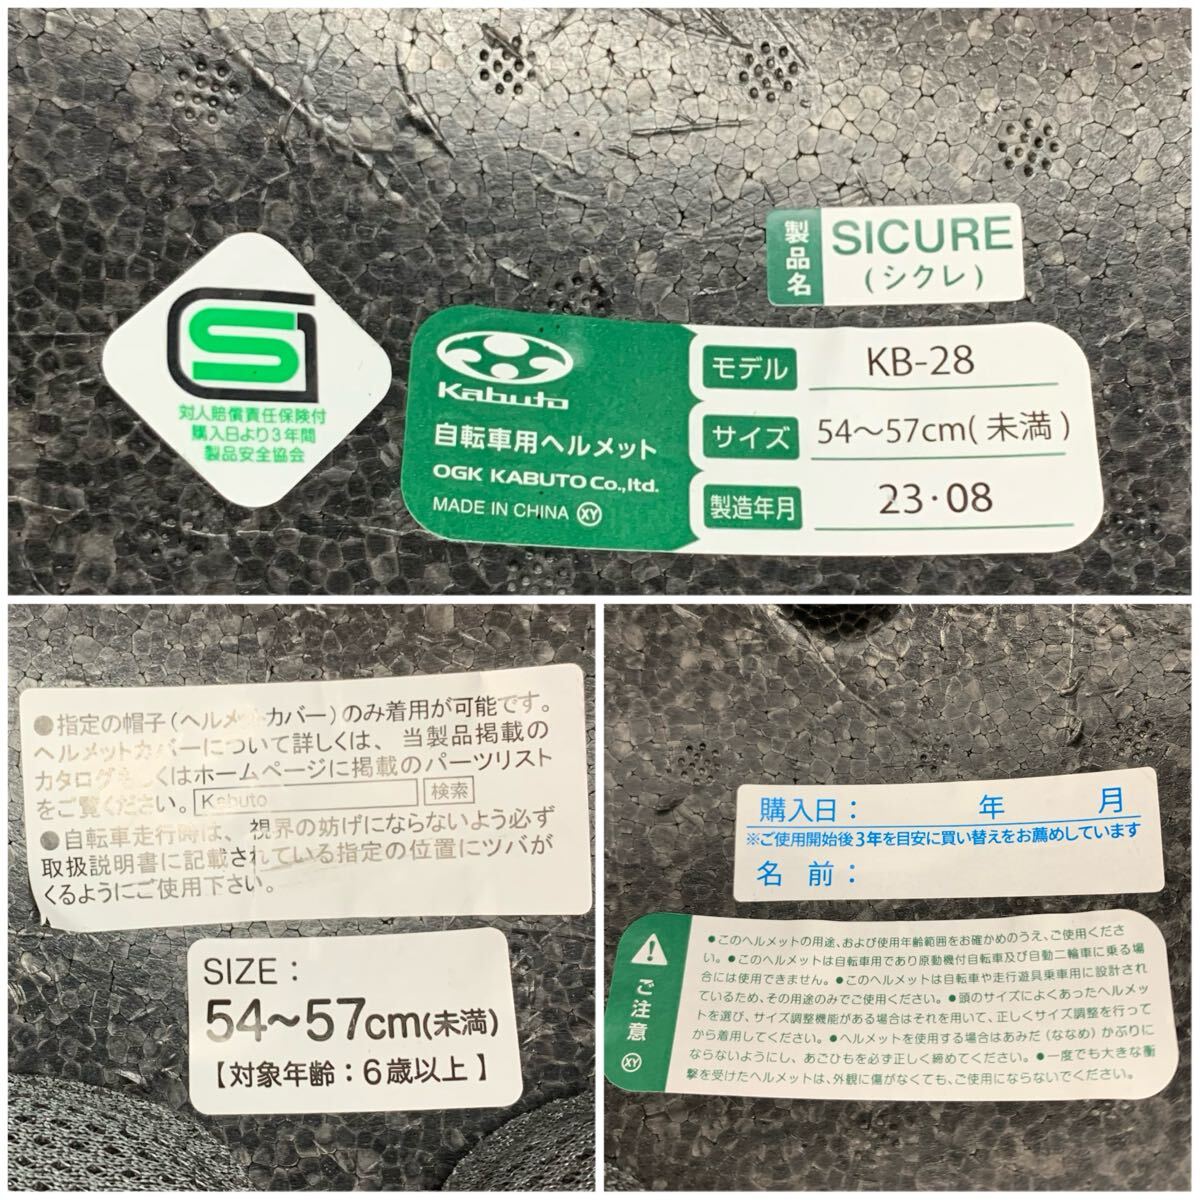 製品名
SICURE
(シクレ)
S
対人賠償責任保険付
購入日より3年間
製品安全協会
Kabuto
自転車用ヘルメット
OGK KABUTO Co.,ltd.
MADE IN CHINA XY
モデル KB-28
サイズ 54～57cm(未満)
製造年月 23・08
●指定の帽子(ヘルメットカバー)のみ着用が可能です。
ヘルメットカバーについて詳しくは、当製品掲載の
カタログもしくはホームページに掲載のパーツリスト
をご覧ください。 Kabuto 検索
●自転車走行時は、視界の妨げにならないよう必ず
取扱説明書に記載されている指定の位置にツバが
くるようにご使用下さい。
SIZE：
54～57cm(未満)
【対象年齢：6歳以上】
購入日： 年 月
※ご使用開始後3年を目安に買い替えをお薦めしています
名 前：
ご注意
XY
●このヘルメットの用途、および使用年齢範囲をお確かめのうえ、ご使用くださ
い。●このヘルメットは自転車用であり原動機付自転車及び自動二輪車に乗る場
合には使用できません。●このヘルメットは自転車や走行遊具乗車用に設計され
ているため、その用途のみでご使用ください。●頭のサイズによくあったヘルメッ
トを選び、サイズ調整機能がある場合はそれを用いて、正しくサイズ調整を行って
から着用してください。●ヘルメットを使用する場合はあみだ(ななめ)かぶりに
ならないようにし、あごひもを必ず正しく締めてください。●一度でも大きな衝
撃を受けたヘルメットは、外観に傷がなくても、ご使用にならないでください。